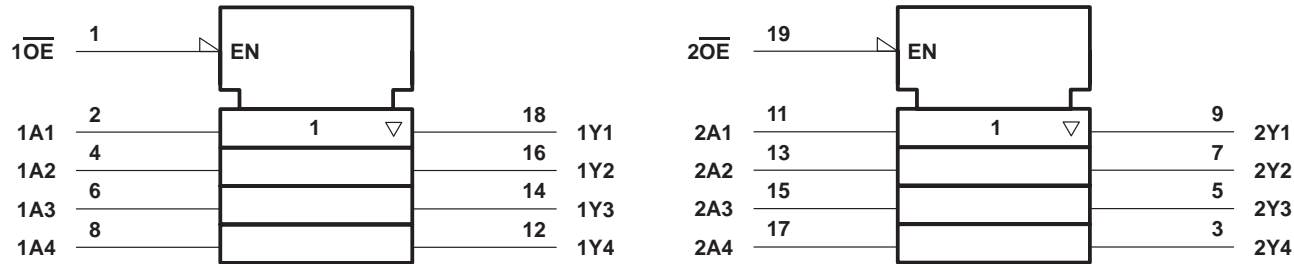 1 19
1O̅E̅ EN 2O̅E̅ EN
2 1 18 11 1 9
1A1 1Y1 2A1 2Y1
4 16 13 7
1A2 1Y2 2A2 2Y2
6 14 15 5
1A3 1Y3 2A3 2Y3
8 12 17 3
1A4 1Y4 2A4 2Y4